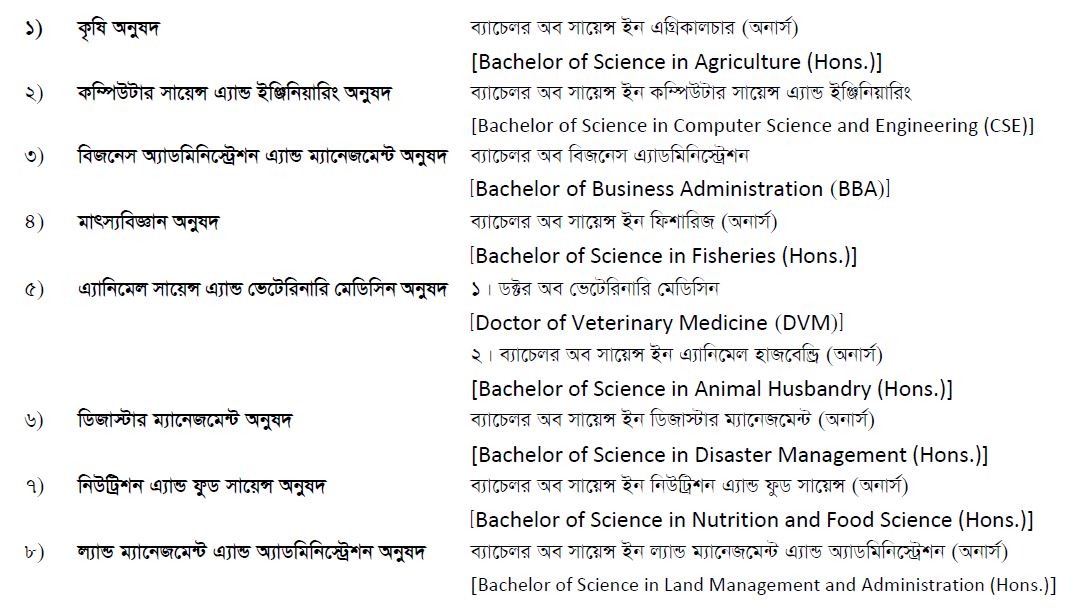 ১) কৃষি অনুষদ ব্যাচেলর অব সায়েন্স ইন এগ্রিকালচার (অনার্স)
[Bachelor of Science in Agriculture (Hons.)]
২) কম্পিউটার সায়েন্স এ্যান্ড ইঞ্জিনিয়ারিং অনুষদ ব্যাচেলর অব সায়েন্স ইন কম্পিউটার সায়েন্স এ্যান্ড ইঞ্জিনিয়ারিং
[Bachelor of Science in Computer Science and Engineering (CSE)]
৩) বিজনেস অ্যাডমিনিস্ট্রেশন এ্যান্ড ম্যানেজমেন্ট অনুষদ ব্যাচেলর অব বিজনেস এ্যাডমিনিস্ট্রেশন
[Bachelor of Business Administration (BBA)]
৪) মাৎস্যবিজ্ঞান অনুষদ ব্যাচেলর অব সায়েন্স ইন ফিশারিজ (অনার্স)
[Bachelor of Science in Fisheries (Hons.)]
৫) এ্যানিমেল সায়েন্স এ্যান্ড ভেটেরিনারি মেডিসিন অনুষদ ১। ডক্টর অব ভেটেরিনারি মেডিসিন
[Doctor of Veterinary Medicine (DVM)]
২। ব্যাচেলর অব সায়েন্স ইন এ্যানিমেল হাজবেন্ড্রি (অনার্স)
[Bachelor of Science in Animal Husbandry (Hons.)]
৬) ডিজাস্টার ম্যানেজমেন্ট অনুষদ ব্যাচেলর অব সায়েন্স ইন ডিজাস্টার ম্যানেজমেন্ট (অনার্স)
[Bachelor of Science in Disaster Management (Hons.)]
৭) নিউট্রিশন এ্যান্ড ফুড সায়েন্স অনুষদ ব্যাচেলর অব সায়েন্স ইন নিউট্রিশন এ্যান্ড ফুড সায়েন্স (অনার্স)
[Bachelor of Science in Nutrition and Food Science (Hons.)]
৮) ল্যান্ড ম্যানেজমেন্ট এ্যান্ড অ্যাডমিনিস্ট্রেশন অনুষদ ব্যাচেলর অব সায়েন্স ইন ল্যান্ড ম্যানেজমেন্ট এ্যান্ড অ্যাডমিনিস্ট্রেশন (অনার্স)
[Bachelor of Science in Land Management and Administration (Hons.)]